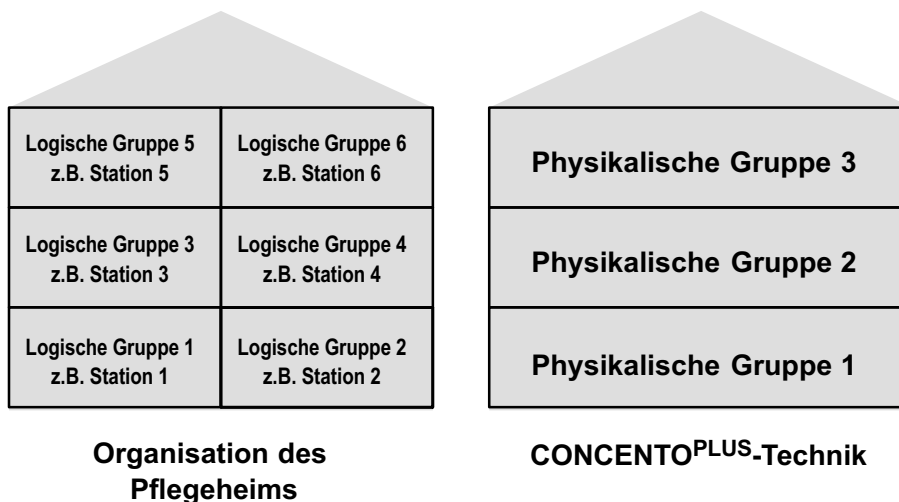 Logische Gruppe 5
z.B. Station 5
Logische Gruppe 6
z.B. Station 6
Logische Gruppe 3
z.B. Station 3
Logische Gruppe 4
z.B. Station 4
Logische Gruppe 1
z.B. Station 1
Logische Gruppe 2
z.B. Station 2
Organisation des
Pflegeheims
Physikalische Gruppe 3
Physikalische Gruppe 2
Physikalische Gruppe 1
CONCENTOPLUS-Technik